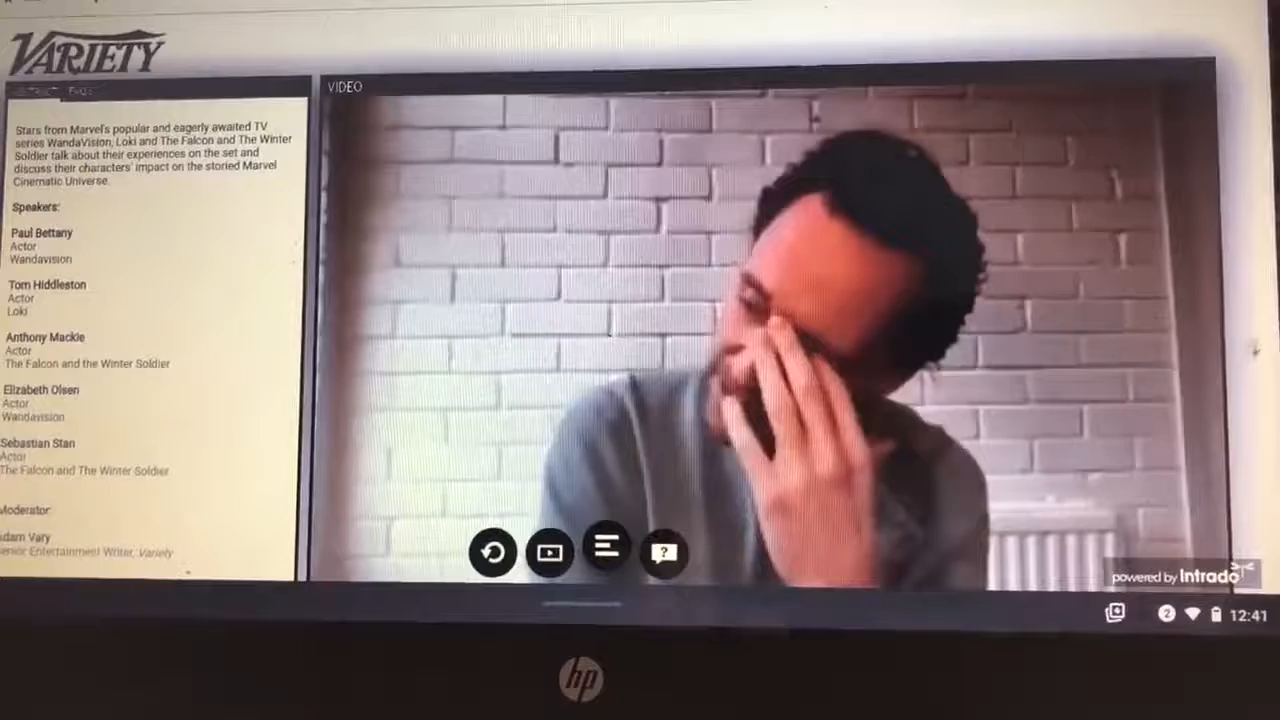 VARIETY
VIDEO
Stars from Marvel's popular and eagerly awaited TV
series WandaVision, Loki and The Falcon and The Winter
Soldier talk about their experiences on the set and
discuss their characters' impact on the storied Marvel
Cinematic Universe.
Speakers:
Paul Bettany
Actor
Wandavision
Tom Hiddleston
Actor
Loki
Anthony Mackie
Actor
The Falcon and the Winter Soldier
Elizabeth Olsen
Actor
Wandavision
Sebastian Stan
Actor
The Falcon and The Winter Soldier
Moderator:
Adam Vary
enior Entertainment Writer, Variety
?
powered by Intrado
2 12:41
hp